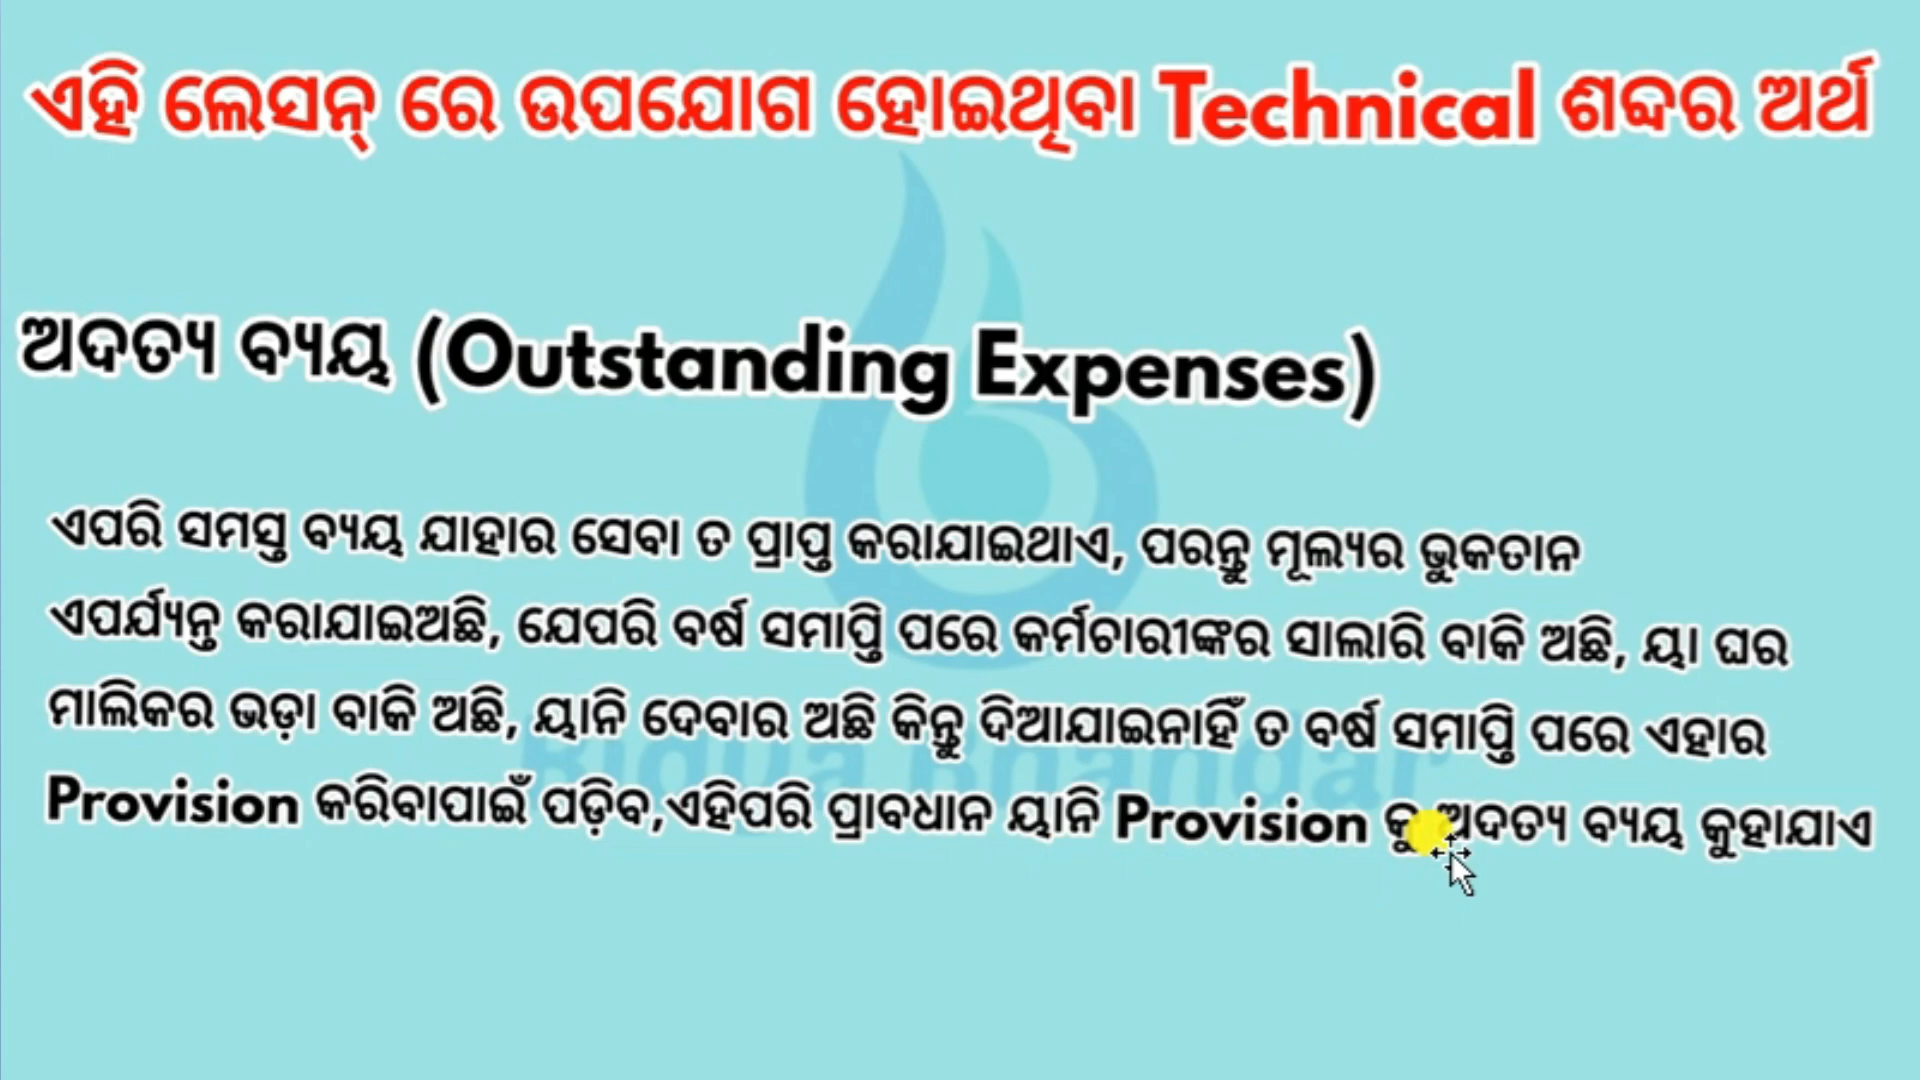 ଏହି ଲେସନ୍ ରେ ଉପଯୋଗ ହୋଇଥିବା Technical ଶବ୍ଦର ଅର୍ଥ
ଅଦତ୍ୟ ବ୍ୟୟ (Outstanding Expenses)
ଏପରି ସମସ୍ତ ବ୍ୟୟ ଯାହାର ସେବା ତ ପ୍ରାପ୍ତ କରାଯାଇଥାଏ, ପରନ୍ତୁ ମୂଲ୍ୟର ଭୁକତାନ
ଏପର୍ଯ୍ୟନ୍ତ କରାଯାଇଅଛି, ଯେପରି ବର୍ଷ ସମାପ୍ତି ପରେ କର୍ମଚାରୀଙ୍କର ସାଲାରି ବାକି ଅଛି, ୟା ଘର
ମାଲିକର ଭଡ଼ା ବାକି ଅଛି, ୟାନି ଦେବାର ଅଛି କିନ୍ତୁ ଦିଆଯାଇନାହିଁ ତ ବର୍ଷ ସମାପ୍ତି ପରେ ଏହାର
Provision କରିବାପାଇଁ ପଡ଼ିବ,ଏହିପରି ପ୍ରାବଧାନ ୟାନି Provision କୁ ଅଦତ୍ୟ ବ୍ୟୟ କୁହାଯାଏ